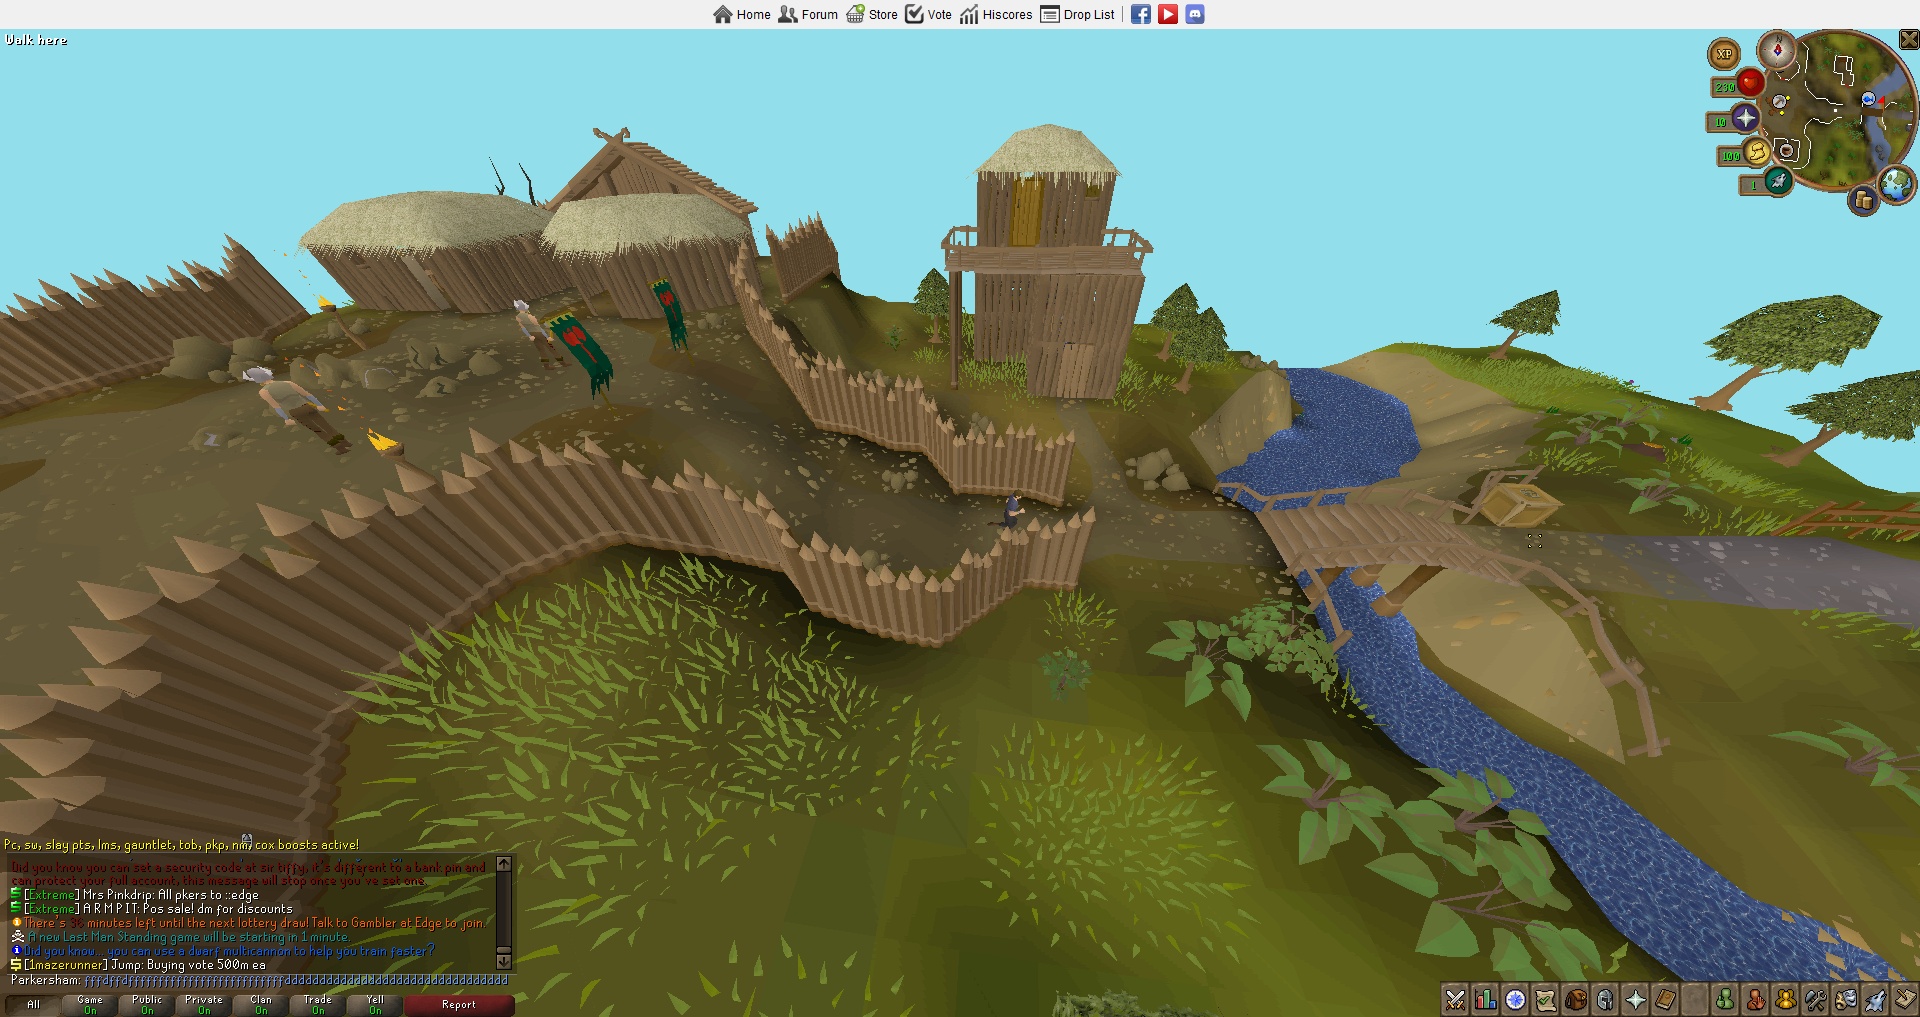 Home Forum Store Vote Hiscores Drop List
Walk here
XP
N
230
10
100
1
Pc, sw, slay pts, lms, gauntlet, tob, pkp, nm, cox boosts active!
Did you know you can set a security code at sir tiffy, it's different to a bank pin and
can protect your full account, this message will stop once you've set one
[Extreme] Mrs Pinkdrip: All pkers to ::edge
[Extreme] A R M P I T: Pos sale! dm for discounts
There's minutes left until the next lottery draw! Talk to Gambler at Edge to join.
A new Last Man Standing game will be starting in 1 minute.
Did you know... you can use a dwarf multicannon to help you train faster?
[1mazerunner] Jump: Buying vote 500m ea
Parkersham:
All Game On Public On Private On Clan On Trade On Yell On Report